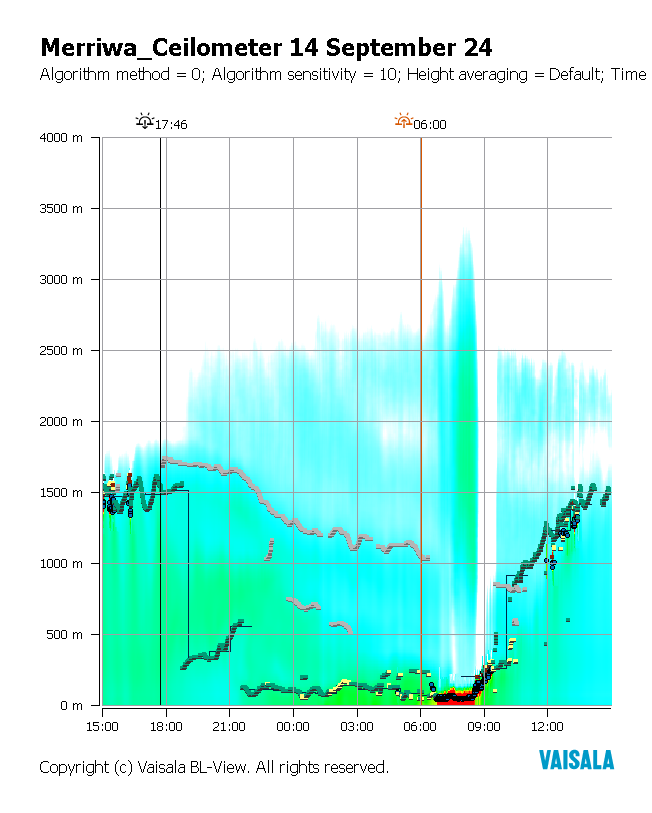 Merriwa_Ceilometer 14 September 24
Algorithm method = 0; Algorithm sensitivity = 10; Height averaging = Default; Time
17:46 06:00
4000 m
3500 m
3000 m
2500 m
2000 m
1500 m
1000 m
500 m
0 m
15:00 18:00 21:00 00:00 03:00 06:00 09:00 12:00
Copyright (c) Vaisala BL-View. All rights reserved.
VAISALA